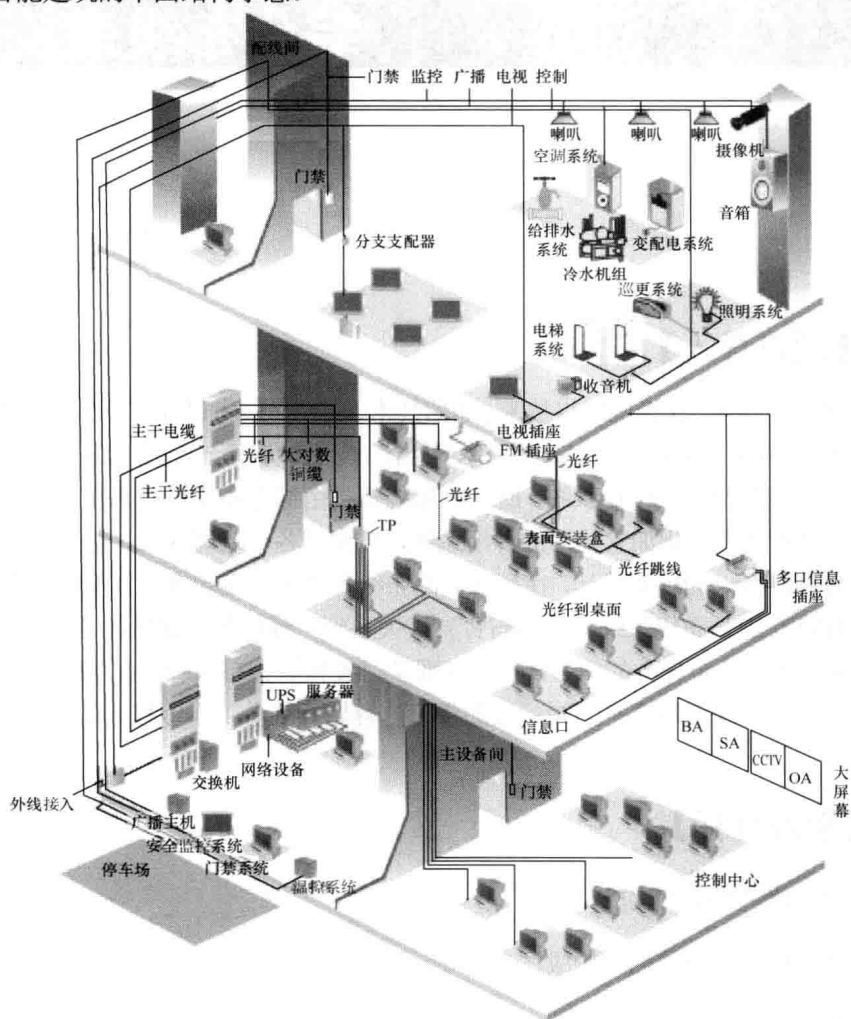 配线间
门禁 监控 广播 电视 控制
喇叭 喇叭 喇叭
摄像机
空调系统
门禁
音箱
给排水
系统
变配电系统
分支支配器
冷水机组
巡更系统
照明系统
电梯
系统
收音机
主干电缆
电视插座
FM插座
光纤
大对数
铜缆
光纤
主干光纤
门禁
光纤
TP
表面安装盒
光纤跳线
多口信息
插座
光纤到桌面
UPS
服务器
信息口
BA
SA
CCTV
OA
大
屏
幕
主设备间
网络设备
交换机
门禁
外线接入
广播主机
安全监控系统
门禁系统
停车场
温控系统
控制中心